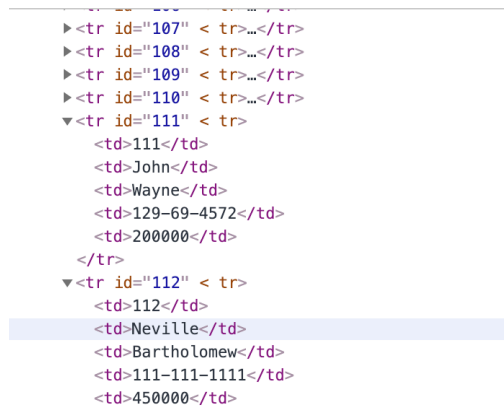 ▶<tr id="107" < tr>…</tr>
▶<tr id="108" < tr>…</tr>
▶<tr id="109" < tr>…</tr>
▶<tr id="110" < tr>…</tr>
▼<tr id="111" < tr>
<td>111</td>
<td>John</td>
<td>Wayne</td>
<td>129-69-4572</td>
<td>200000</td>
</tr>
▼<tr id="112" < tr>
<td>112</td>
<td>Neville</td>
<td>Bartholomew</td>
<td>111-111-1111</td>
<td>450000</td>